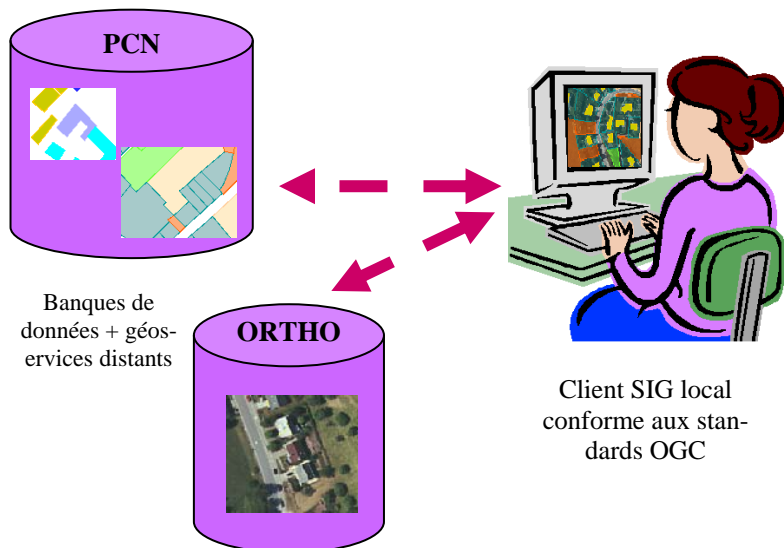 PCN
Banques de
données + géos-
ervices distants
ORTHO
Client SIG local
conforme aux stan-
dards OGC